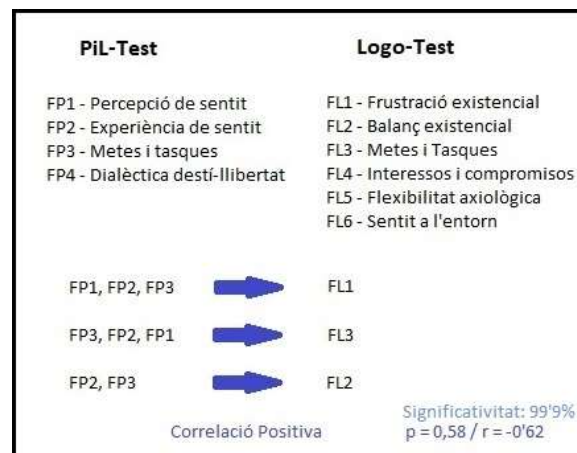 PiL-Test
Logo-Test
FP1 - Percepció de sentit
FP2 - Experiència de sentit
FP3 - Metes i tasques
FP4 - Dialèctica destí-llibertat
FL1 - Frustració existencial
FL2 - Balanç existencial
FL3 - Metes i Tasques
FL4 - Interessos i compromisos
FL5 - Flexibilitat axiològica
FL6 - Sentit a l'entorn
FP1, FP2, FP3
FL1
FP3, FP2, FP1
FL3
FP2, FP3
FL2
Significativitat: 99'9%
Correlació Positiva
p = 0,58 / r = -0'62